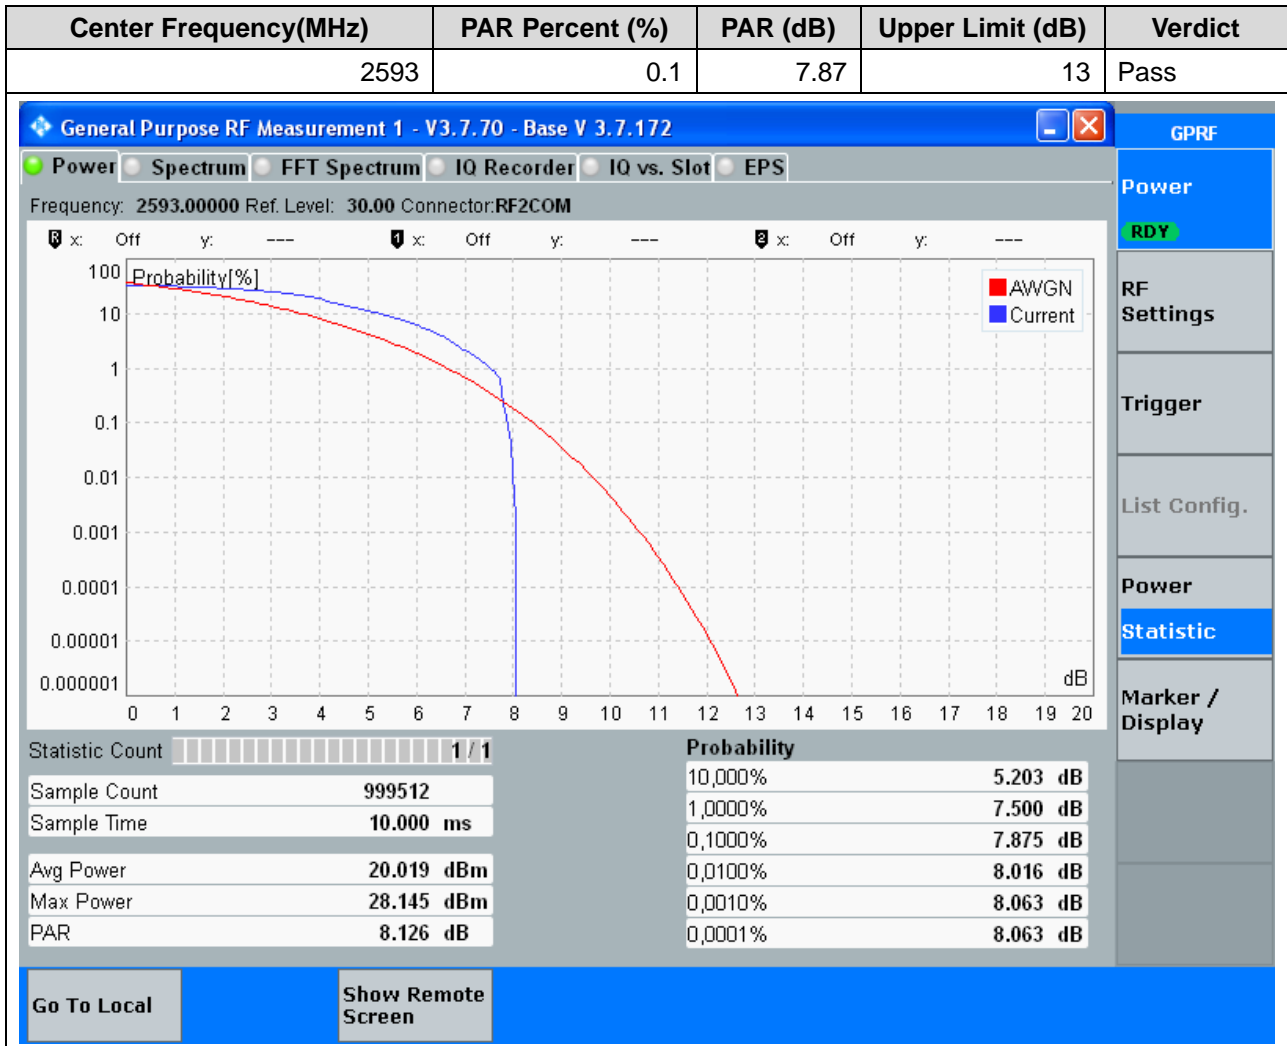 Center Frequency(MHz) PAR Percent (%) PAR (dB) Upper Limit (dB) Verdict
2593 0.1 7.87 13 Pass
General Purpose RF Measurement 1 - V3.7.70 - Base V 3.7.172
GPRF
Power Spectrum FFT Spectrum IQ Recorder IQ vs. Slot EPS
Frequency: 2593.00000 Ref. Level: 30.00 Connector:RF2COM
R x: Off y: --- 1 x: Off y: --- 2 x: Off y: ---
Probability[%]
AWGN
Current
100
10
1
0.1
0.01
0.001
0.0001
0.00001
0.000001
dB
0 1 2 3 4 5 6 7 8 9 10 11 12 13 14 15 16 17 18 19 20
Statistic Count 1 / 1
Sample Count 999512
Sample Time 10.000 ms
Avg Power 20.019 dBm
Max Power 28.145 dBm
PAR 8.126 dB
Probability
10,000% 5.203 dB
1,0000% 7.500 dB
0,1000% 7.875 dB
0,0100% 8.016 dB
0,0010% 8.063 dB
0,0001% 8.063 dB
Power
RDY
RF
Settings
Trigger
List Config.
Power
Statistic
Marker /
Display
Go To Local
Show Remote
Screen